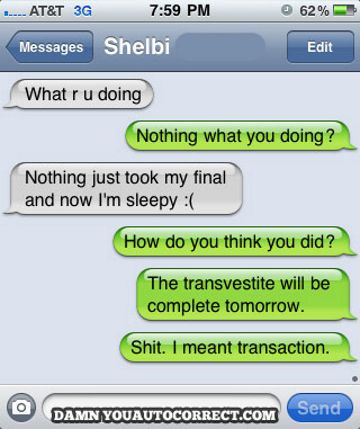 AT&T 3G 7:59 PM 62%
Messages Shelbi Edit
What r u doing
Nothing what you doing?
Nothing just took my final
and now I'm sleepy :(
How do you think you did?
The transvestite will be
complete tomorrow.
Shit. I meant transaction.
Send
DAMNYOUAUTOCORRECT.COM